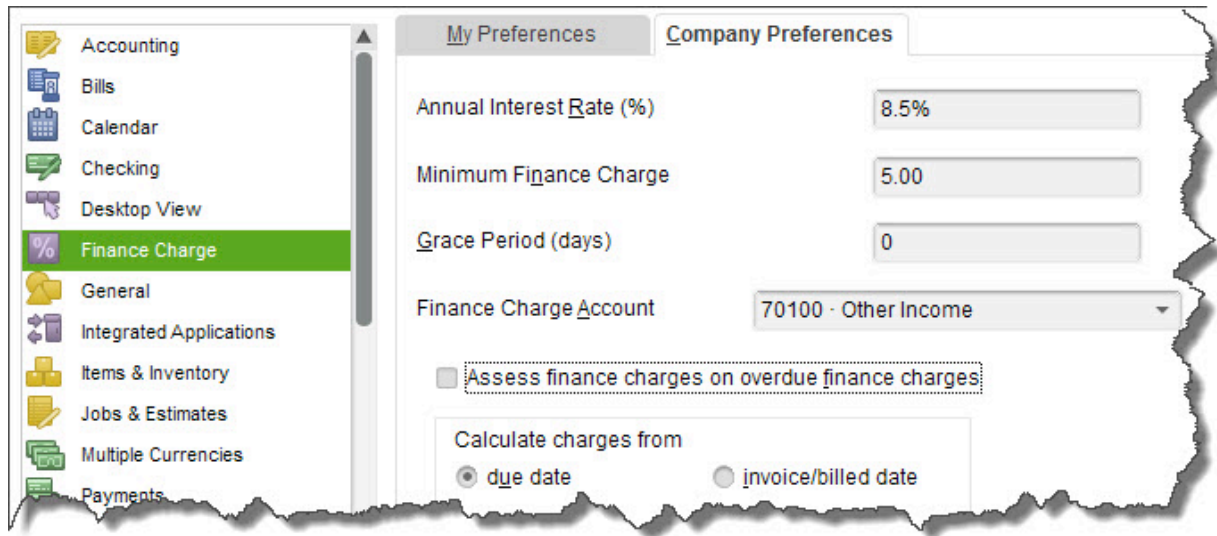 Accounting
Bills
Calendar
Checking
Desktop View
% Finance Charge
General
Integrated Applications
Items & Inventory
Jobs & Estimates
Multiple Currencies
Payments
My Preferences
Company Preferences
Annual Interest Rate (%)
8.5%
Minimum Finance Charge
5.00
Grace Period (days)
0
Finance Charge Account
70100 · Other Income
Assess finance charges on overdue finance charges
Calculate charges from
due date
invoice/billed date